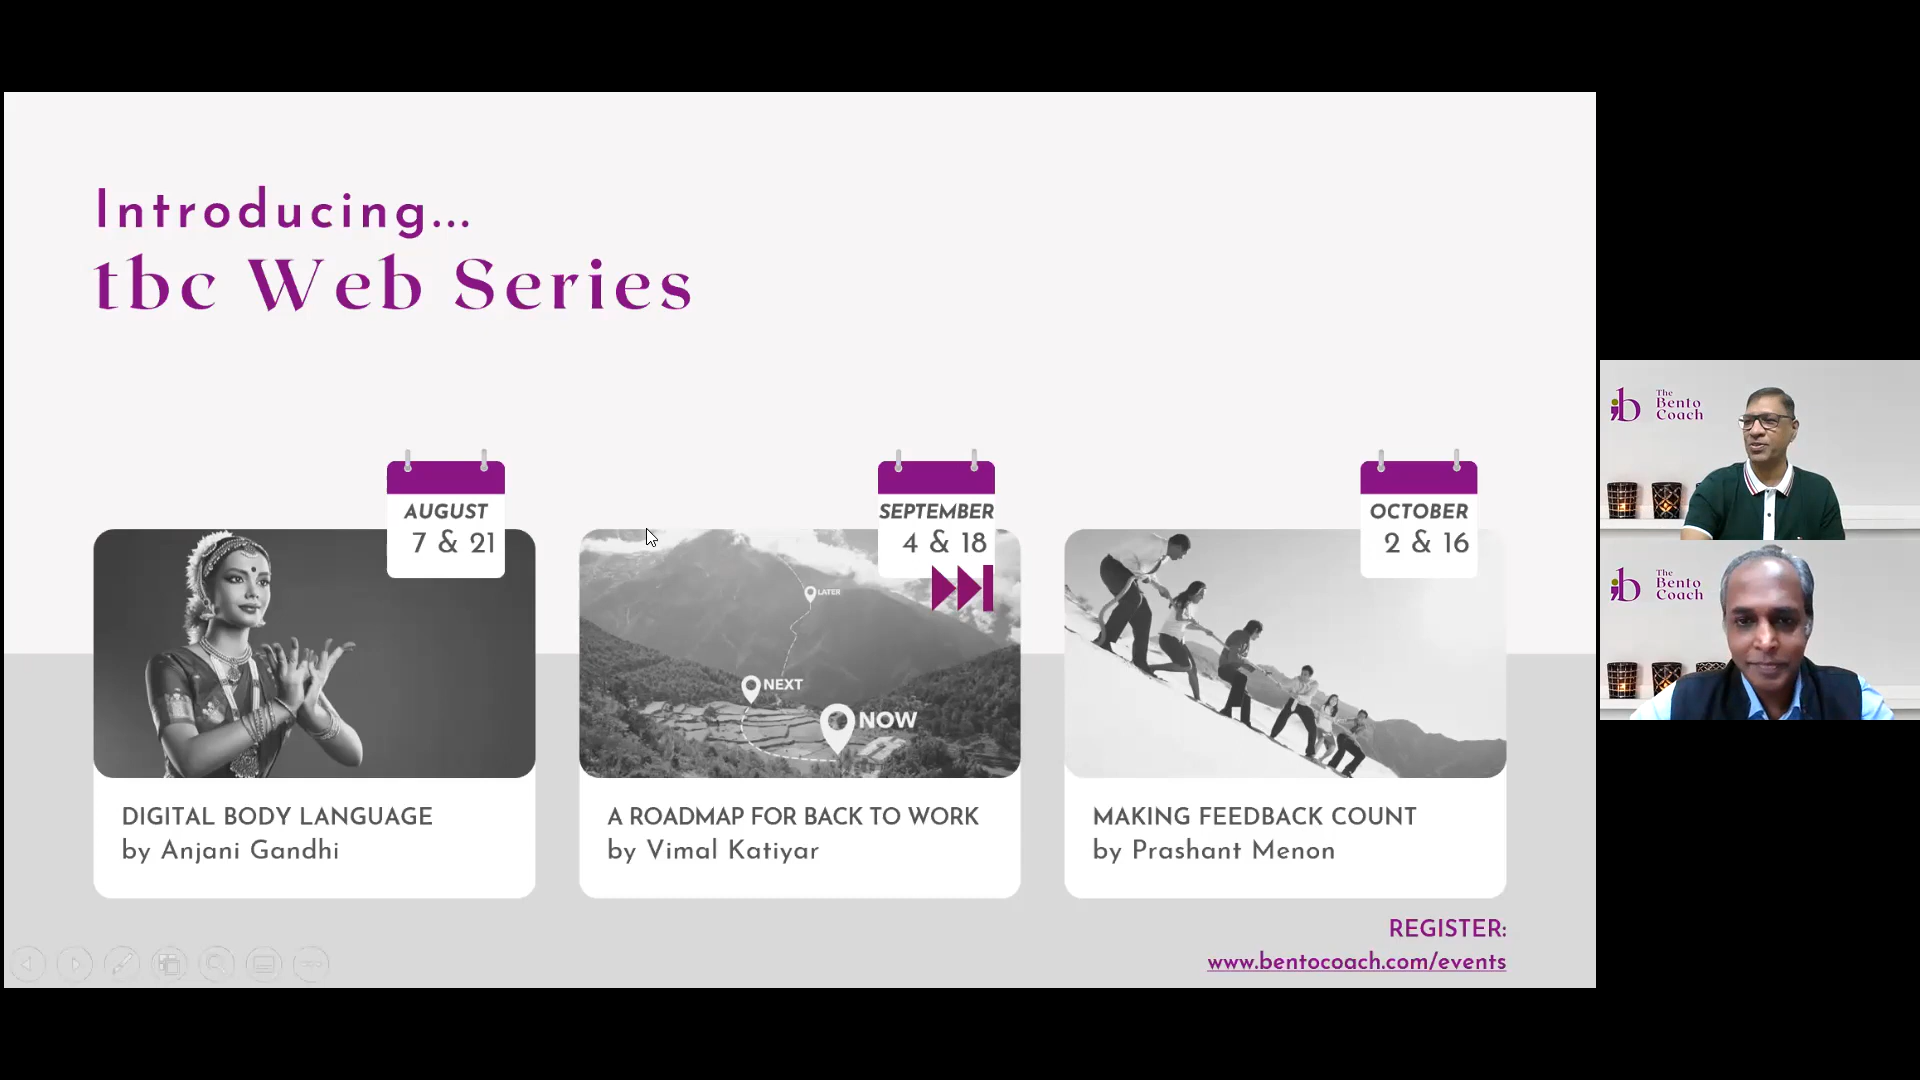 Introducing...
tbc Web Series
AUGUST
7 & 21
SEPTEMBER
4 & 18
OCTOBER
2 & 16
LATER
NEXT
NOW
DIGITAL BODY LANGUAGE
by Anjani Gandhi
A ROADMAP FOR BACK TO WORK
by Vimal Katiyar
MAKING FEEDBACK COUNT
by Prashant Menon
REGISTER:
www.bentocoach.com/events
The
Bento
Coach
The
Bento
Coach